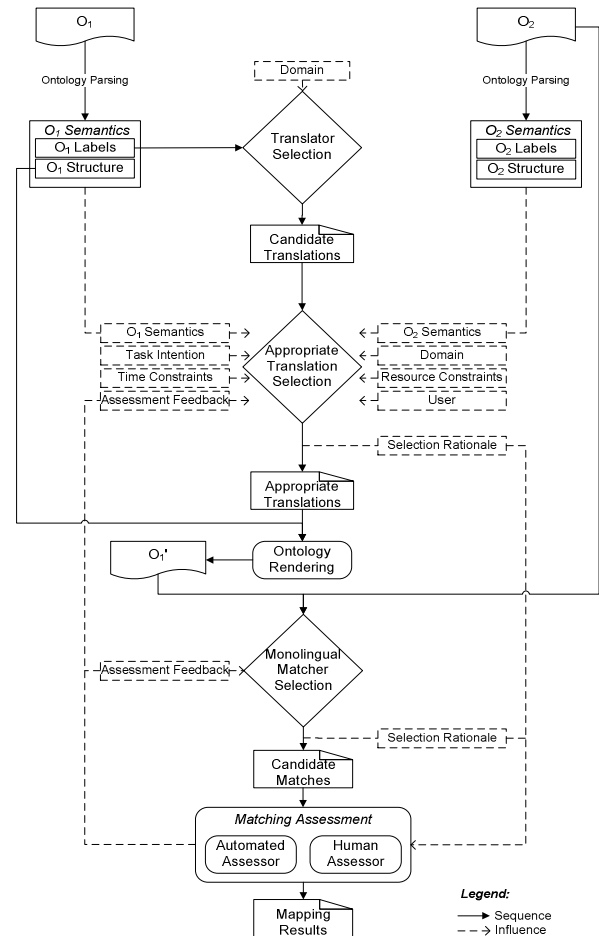 O1
O2
Ontology Parsing
Ontology Parsing
Domain
O1 Semantics
O1 Labels
O1 Structure
Translator
Selection
O2 Semantics
O2 Labels
O2 Structure
Candidate
Translations
O1 Semantics
Task Intention
Time Constraints
Assessment Feedback
Appropriate
Translation
Selection
O2 Semantics
Domain
Resource Constraints
User
Selection Rationale
Appropriate
Translations
O1'
Ontology
Rendering
Monolingual
Matcher
Selection
Assessment Feedback
Selection Rationale
Candidate
Matches
Matching Assessment
Automated
Assessor
Human
Assessor
Mapping
Results
Legend:
Sequence
Influence